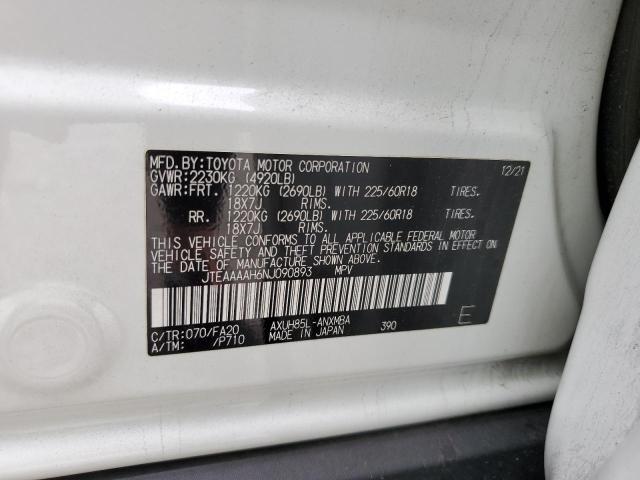 MFD.BY:TOYOTA MOTOR CORPORATION 12/21
GVWR:2230KG (4920LB)
GAWR:FRT. 1220KG (2690LB) WITH 225/60R18 TIRES.
18X7J RIMS.
RR. 1220KG (2690LB) WITH 225/60R18 TIRES.
18X7J RIMS.
THIS VEHICLE CONFORMS TO ALL APPLICABLE FEDERAL MOTOR
VEHICLE SAFETY AND THEFT PREVENTION STANDARDS IN EFFECT ON
THE DATE OF MANUFACTURE SHOWN ABOVE.
JTEAAAAH6NJ090893 MPV
C/TR:070/FA20 AXUH85L-ANXMBA 390 E
A/TM: /P710 MADE IN JAPAN